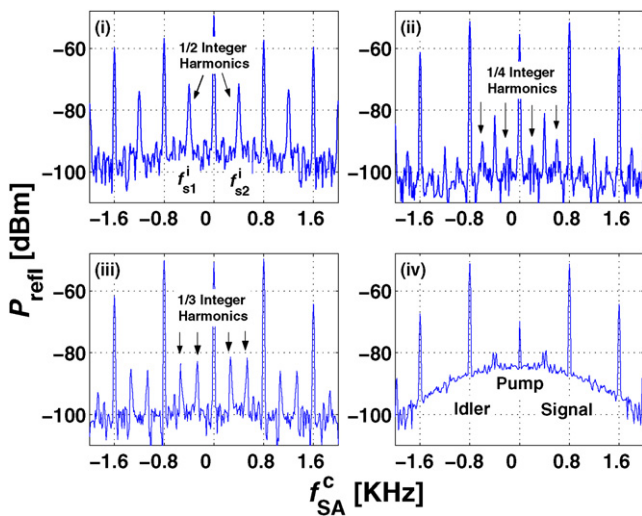 (i)
1/2 Integer
Harmonics
f^i_s1
f^i_s2
−60
−80
−100
−1.6 −0.8 0 0.8 1.6
(ii)
1/4 Integer
Harmonics
−60
−80
−100
−1.6 −0.8 0 0.8 1.6
P_refl [dBm]
(iii)
1/3 Integer
Harmonics
−60
−80
−100
−1.6 −0.8 0 0.8 1.6
(iv)
Pump
Idler
Signal
−60
−80
−100
−1.6 −0.8 0 0.8 1.6
f^c_SA [KHz]